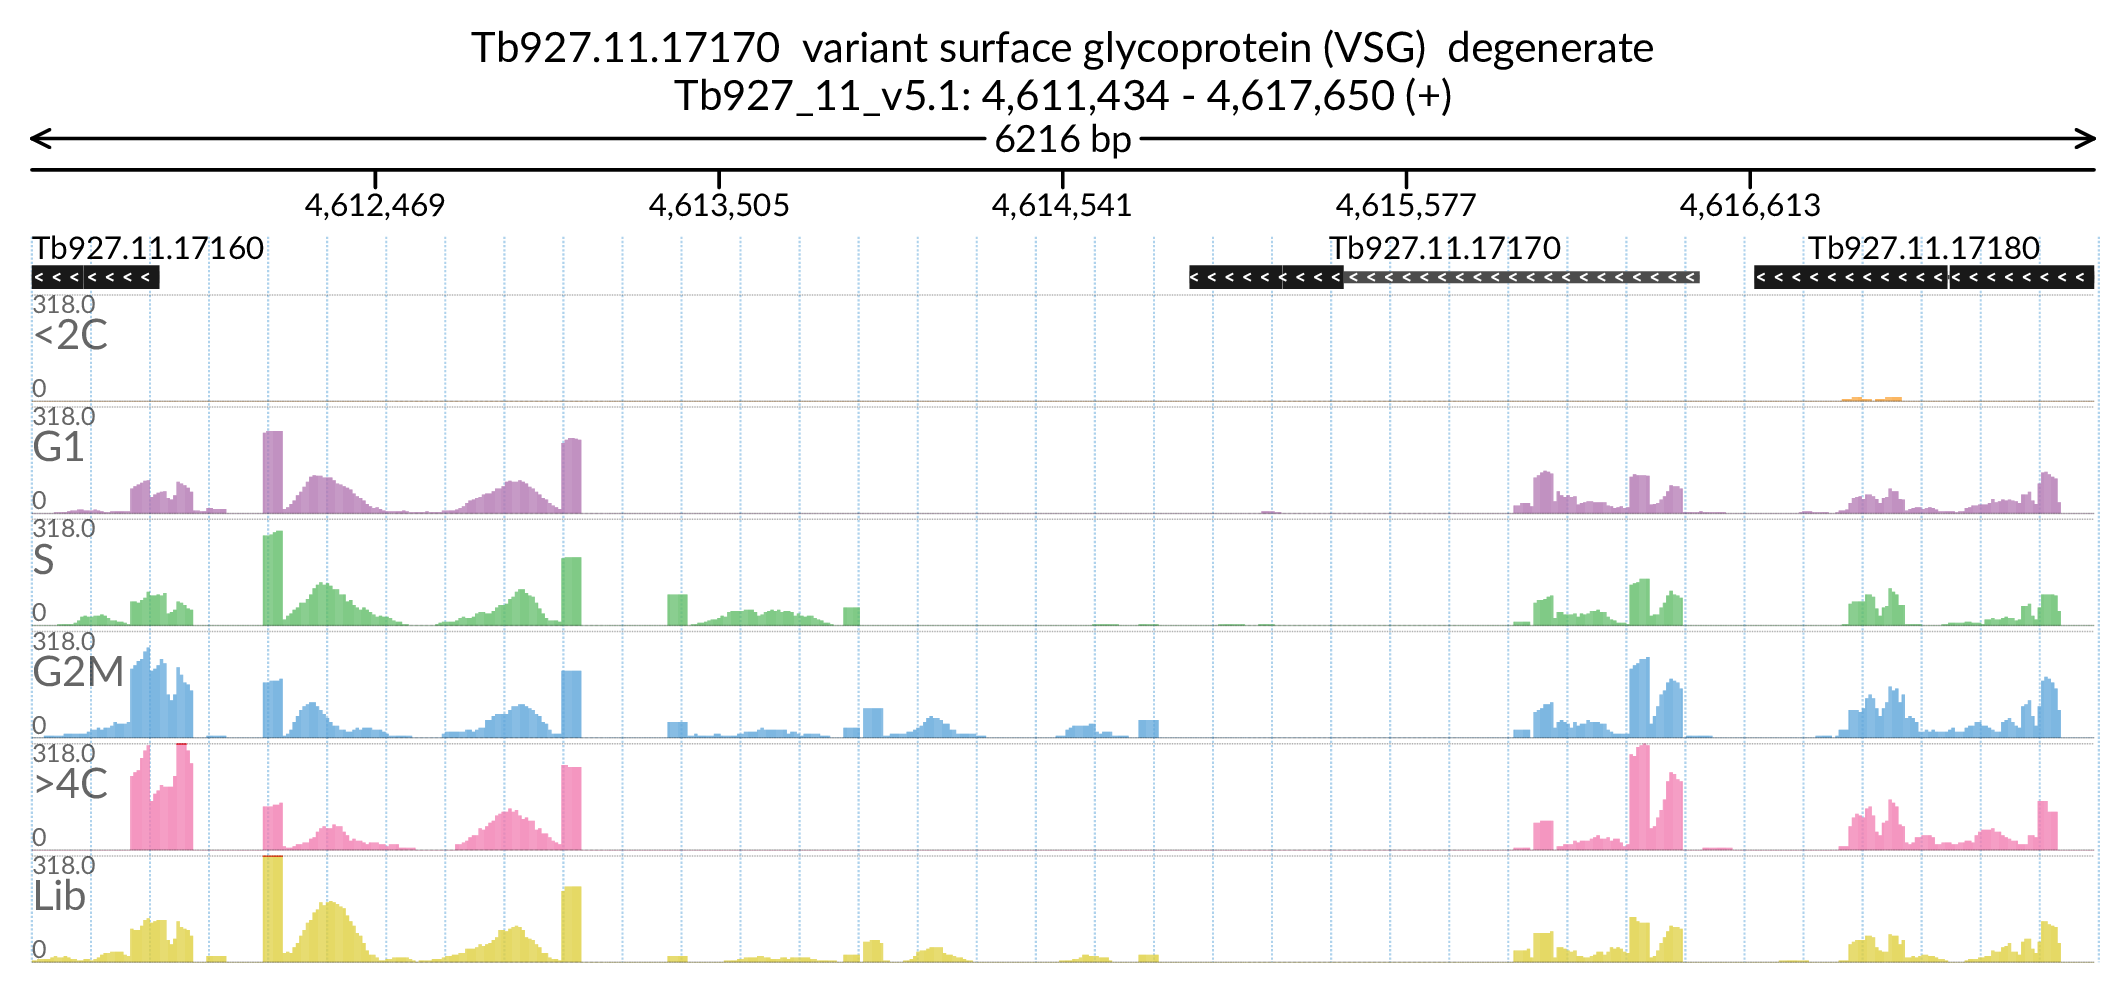 Tb927.11.17170 variant surface glycoprotein (VSG) degenerate
Tb927_11_v5.1: 4,611,434 - 4,617,650 (+)
6216 bp
4,612,469 4,613,505 4,614,541 4,615,577 4,616,613
Tb927.11.17160 Tb927.11.17170 Tb927.11.17180
318.0
<2C
0
318.0
G1
0
318.0
S
0
318.0
G2M
0
318.0
>4C
0
318.0
Lib
0